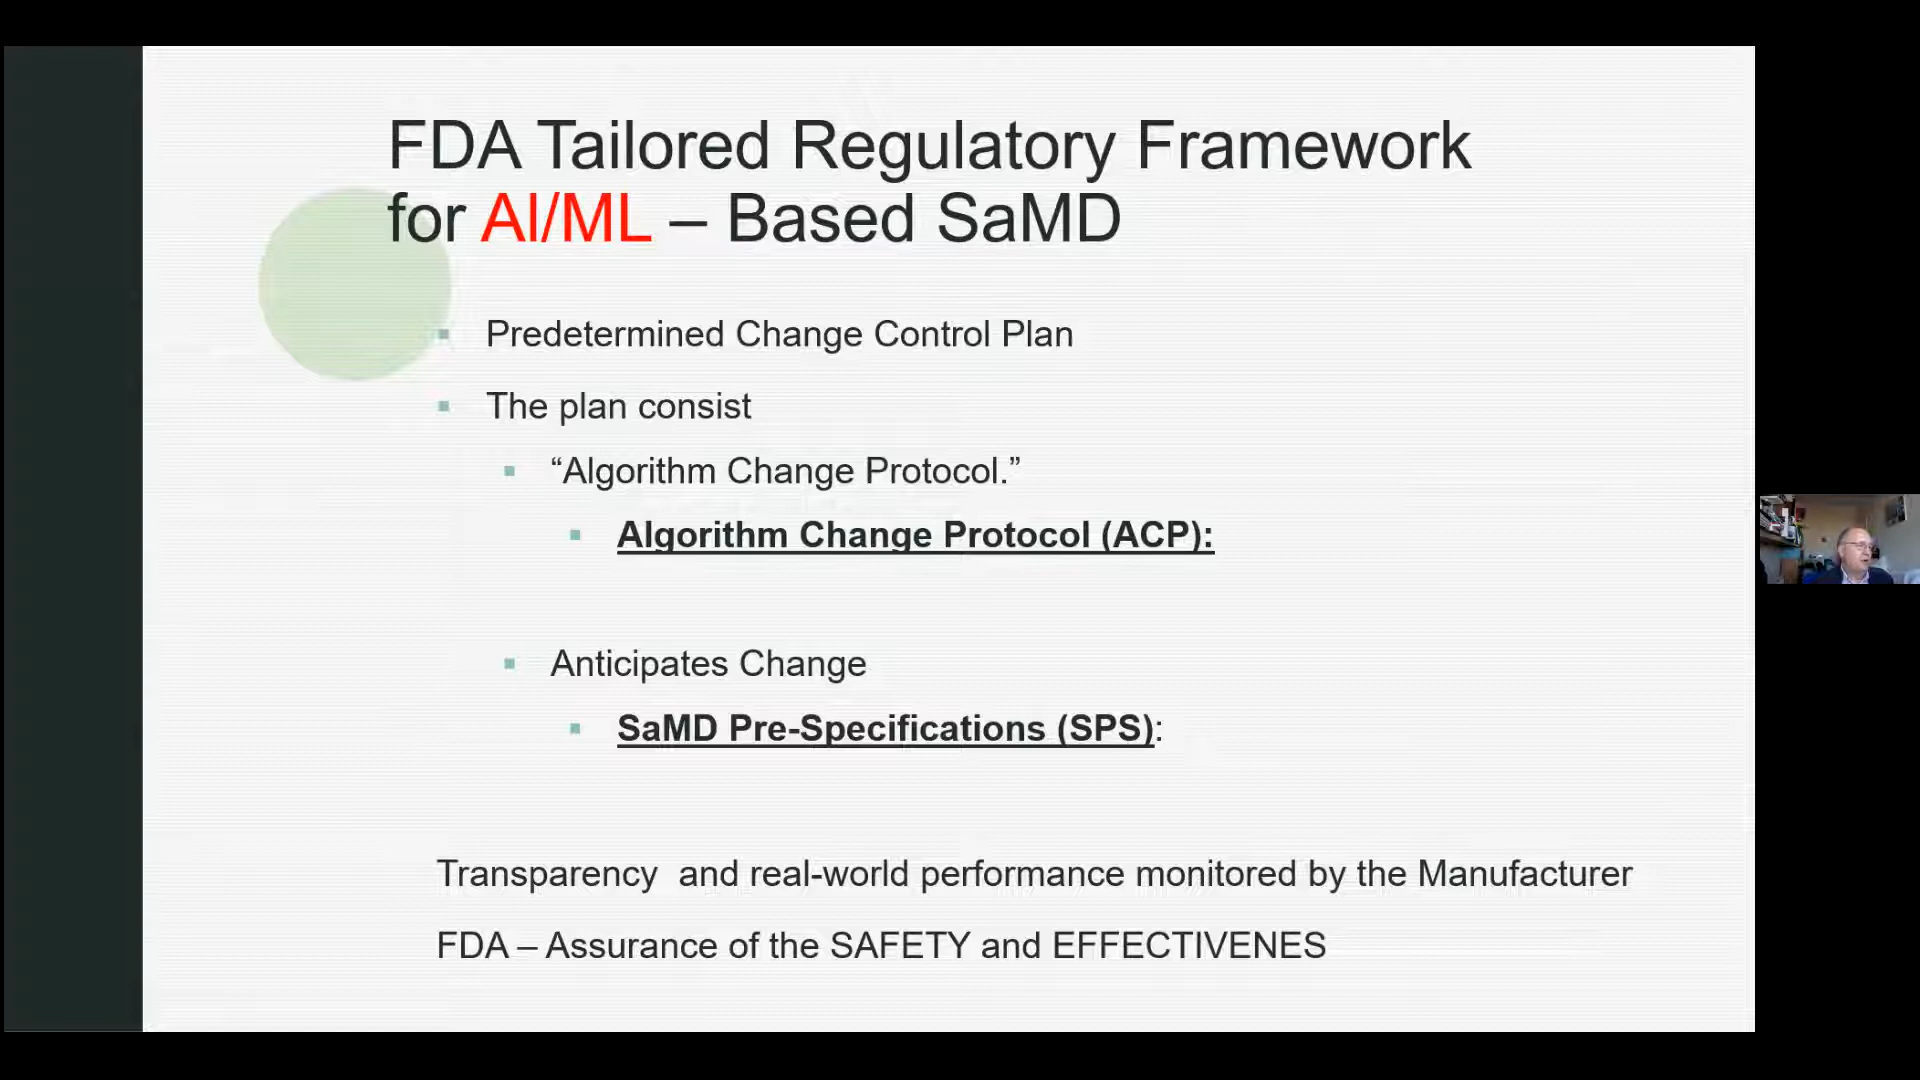 FDA Tailored Regulatory Framework
for AI/ML – Based SaMD
Predetermined Change Control Plan
The plan consist
“Algorithm Change Protocol.”
Algorithm Change Protocol (ACP):
Anticipates Change
SaMD Pre-Specifications (SPS):
Transparency  and real-world performance monitored by the Manufacturer
FDA – Assurance of the SAFETY and EFFECTIVENES